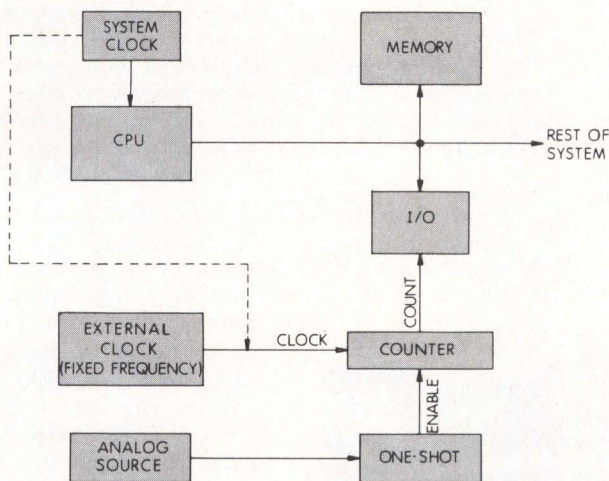 SYSTEM
CLOCK
MEMORY
CPU
REST OF
SYSTEM
I/O
COUNT
EXTERNAL
CLOCK
(FIXED FREQUENCY)
CLOCK
COUNTER
ENABLE
ANALOG
SOURCE
ONE-SHOT